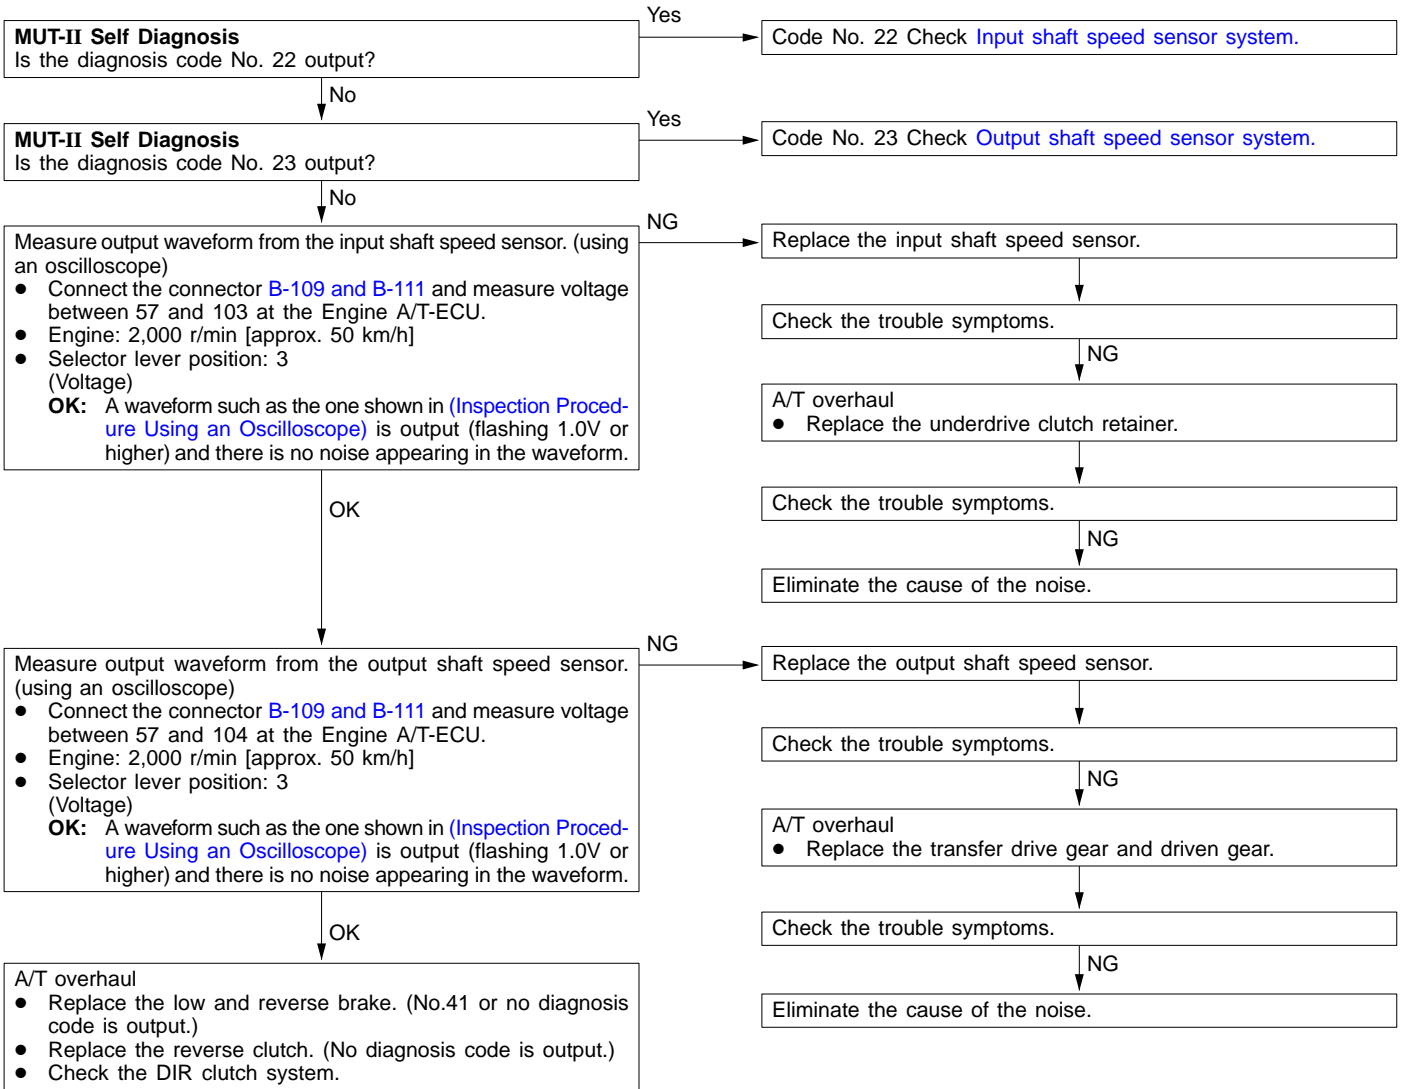 MUT-II Self Diagnosis
Is the diagnosis code No. 22 output?
Yes
Code No. 22 Check Input shaft speed sensor system.
No
MUT-II Self Diagnosis
Is the diagnosis code No. 23 output?
Yes
Code No. 23 Check Output shaft speed sensor system.
No
Measure output waveform from the input shaft speed sensor. (using
an oscilloscope)
● Connect the connector B-109 and B-111 and measure voltage
between 57 and 103 at the Engine A/T-ECU.
● Engine: 2,000 r/min [approx. 50 km/h]
● Selector lever position: 3
(Voltage)
OK: A waveform such as the one shown in (Inspection Proced-
ure Using an Oscilloscope) is output (flashing 1.0V or
higher) and there is no noise appearing in the waveform.
NG
Replace the input shaft speed sensor.
Check the trouble symptoms.
NG
A/T overhaul
● Replace the underdrive clutch retainer.
Check the trouble symptoms.
NG
Eliminate the cause of the noise.
OK
Measure output waveform from the output shaft speed sensor.
(using an oscilloscope)
● Connect the connector B-109 and B-111 and measure voltage
between 57 and 104 at the Engine A/T-ECU.
● Engine: 2,000 r/min [approx. 50 km/h]
● Selector lever position: 3
(Voltage)
OK: A waveform such as the one shown in (Inspection Proced-
ure Using an Oscilloscope) is output (flashing 1.0V or
higher) and there is no noise appearing in the waveform.
NG
Replace the output shaft speed sensor.
Check the trouble symptoms.
NG
A/T overhaul
● Replace the transfer drive gear and driven gear.
Check the trouble symptoms.
NG
Eliminate the cause of the noise.
OK
A/T overhaul
● Replace the low and reverse brake. (No.41 or no diagnosis
code is output.)
● Replace the reverse clutch. (No diagnosis code is output.)
● Check the DIR clutch system.